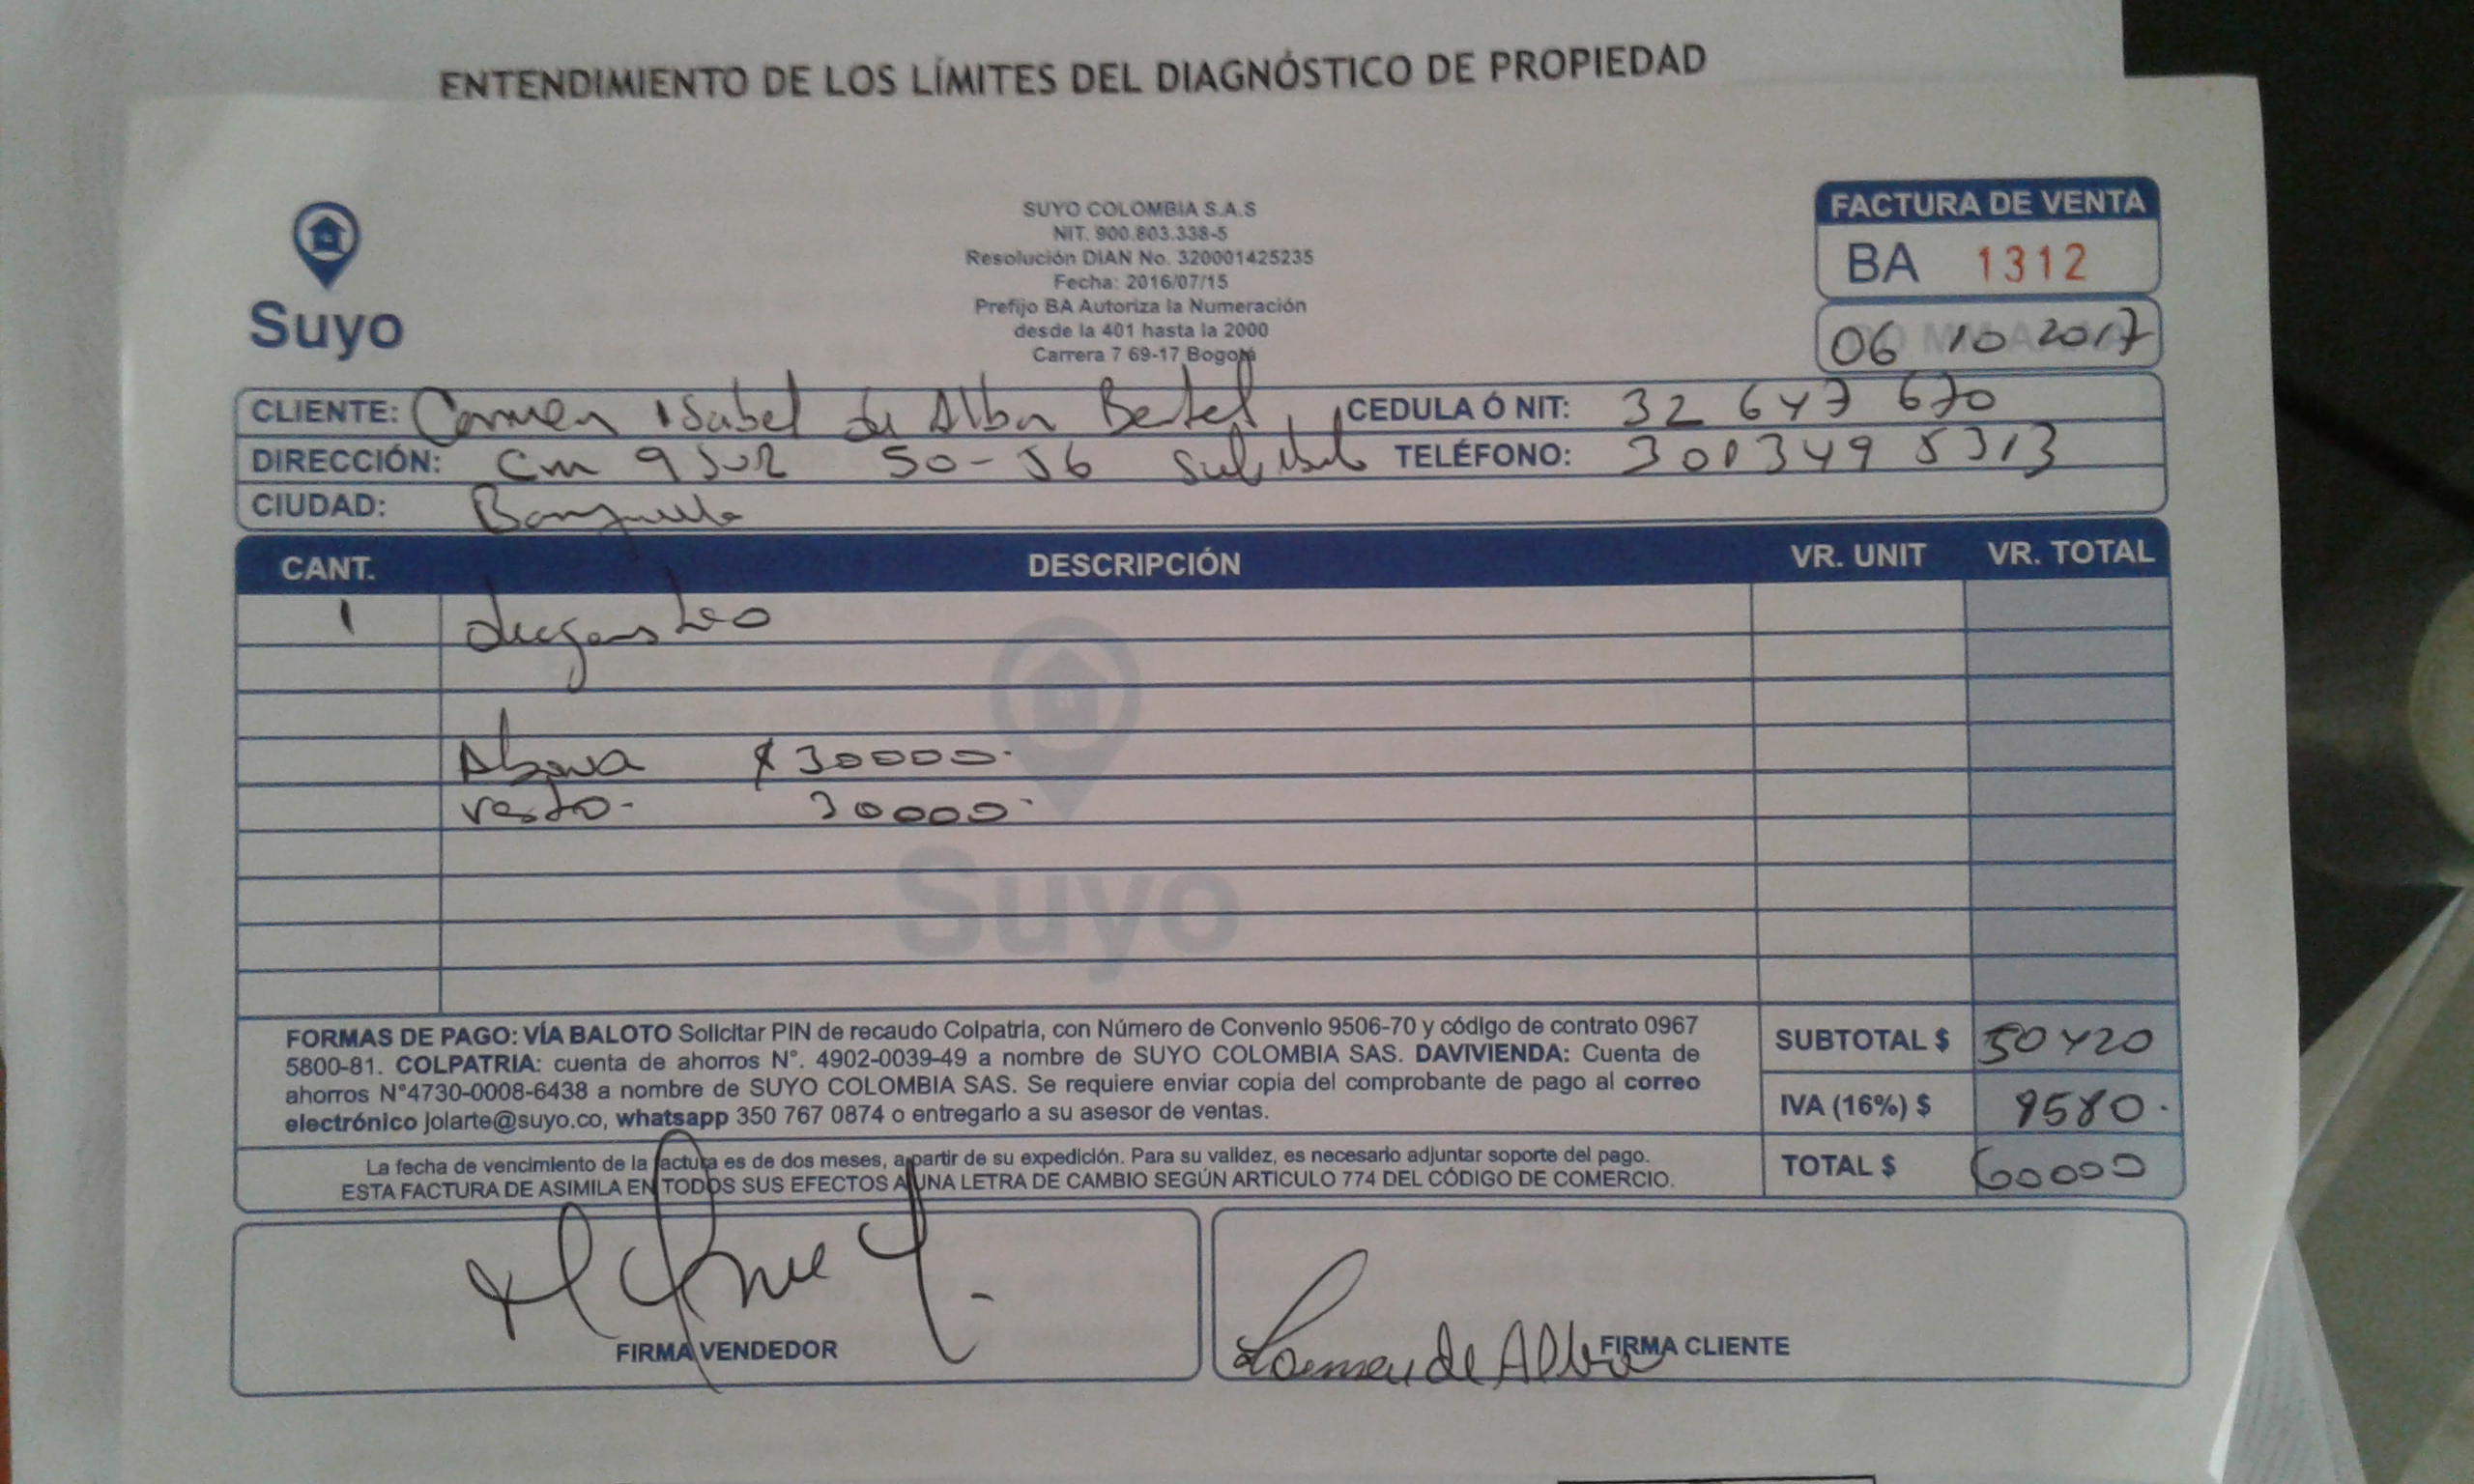 ENTENDIMIENTO DE LOS LÍMITES DEL DIAGNÓSTICO DE PROPIEDAD
Suyo
SUYO COLOMBIA S.A.S
NIT. 900.803.338-5
Resolución DIAN No. 320001425235
Fecha: 2016/07/15
Prefijo BA Autoriza la Numeración
desde la 401 hasta la 2000
Carrera 7 69-17 Bogotá
FACTURA DE VENTA
BA 1312
06 10 2017
CLIENTE: Carmen Isabel de Alba Bertel CEDULA Ó NIT: 32 647 670
DIRECCIÓN: 9 sur 50-56 TELÉFONO: 301349 5313
CIUDAD:
CANT. DESCRIPCIÓN VR. UNIT VR. TOTAL
1
Abona $ 30000
resto - 30000
Suyo
FORMAS DE PAGO: VÍA BALOTO Solicitar PIN de recaudo Colpatria, con Número de Convenio 9506-70 y código de contrato 0967
5800-81. COLPATRIA: cuenta de ahorros N°. 4902-0039-49 a nombre de SUYO COLOMBIA SAS. DAVIVIENDA: Cuenta de
ahorros N°4730-0008-6438 a nombre de SUYO COLOMBIA SAS. Se requiere enviar copia del comprobante de pago al correo
electrónico jolarte@suyo.co, whatsapp 350 767 0874 o entregarlo a su asesor de ventas.
SUBTOTAL $ 50420
IVA (16%) $ 9580
TOTAL $ 60000
La fecha de vencimiento de la factura es de dos meses, a partir de su expedición. Para su validez, es necesario adjuntar soporte del pago.
ESTA FACTURA DE ASIMILA EN TODOS SUS EFECTOS A UNA LETRA DE CAMBIO SEGÚN ARTICULO 774 DEL CÓDIGO DE COMERCIO.
FIRMA VENDEDOR
Carmen de Alba FIRMA CLIENTE